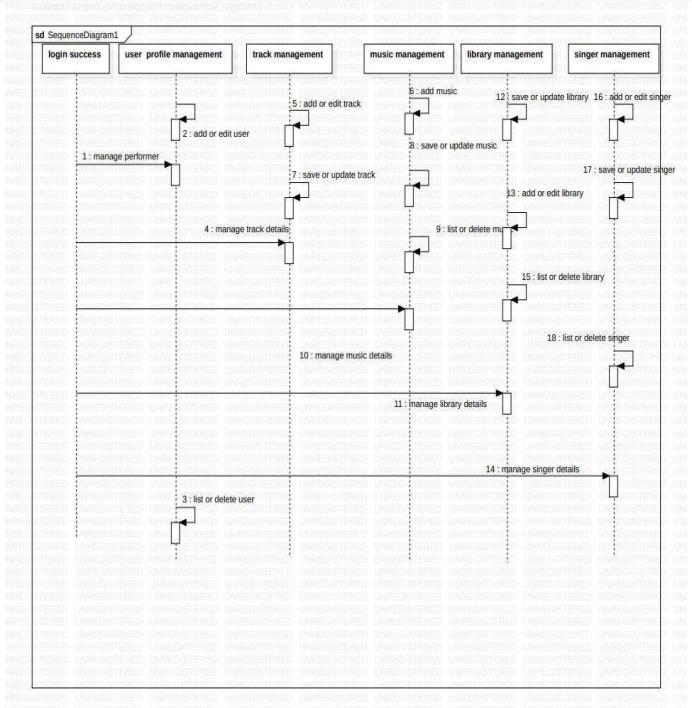 sd SequenceDiagram1
login success
user profile management
track management
music management
library management
singer management
6 : add music
5 : add or edit track
12 : save or update library
16 : add or edit singer
2 : add or edit user
8 : save or update music
1 : manage performer
7 : save or update track
17 : save or update singer
13 : add or edit library
4 : manage track details
9 : list or delete mu
15 : list or delete library
18 : list or delete singer
10 : manage music details
11 : manage library details
14 : manage singer details
3 : list or delete user
UNREGISTERED